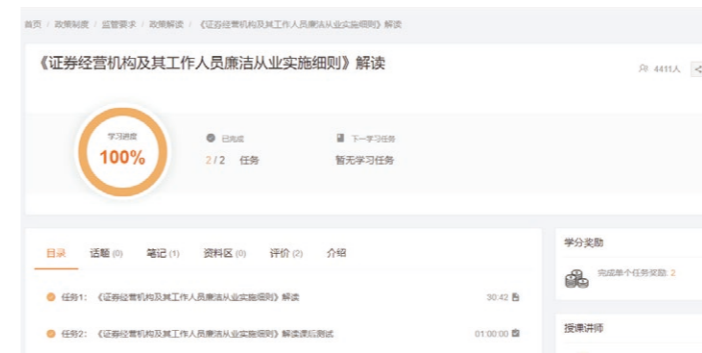 首页 / 政策制度 / 监管要求 / 政策解读 / 《证券经营机构及其工作人员廉洁从业实施细则》解读
《证券经营机构及其工作人员廉洁从业实施细则》解读
4411人
学习进度
100%
已完成
2 / 2 任务
下一学习任务
暂无学习任务
目录 话题 (0) 笔记 (1) 资料区 (0) 评价 (2) 介绍
任务1: 《证券经营机构及其工作人员廉洁从业实施细则》解读 30:42
任务2: 《证券经营机构及其工作人员廉洁从业实施细则》解读课后测试 01:00:00
学分奖励
完成单个任务奖励: 2
授课讲师